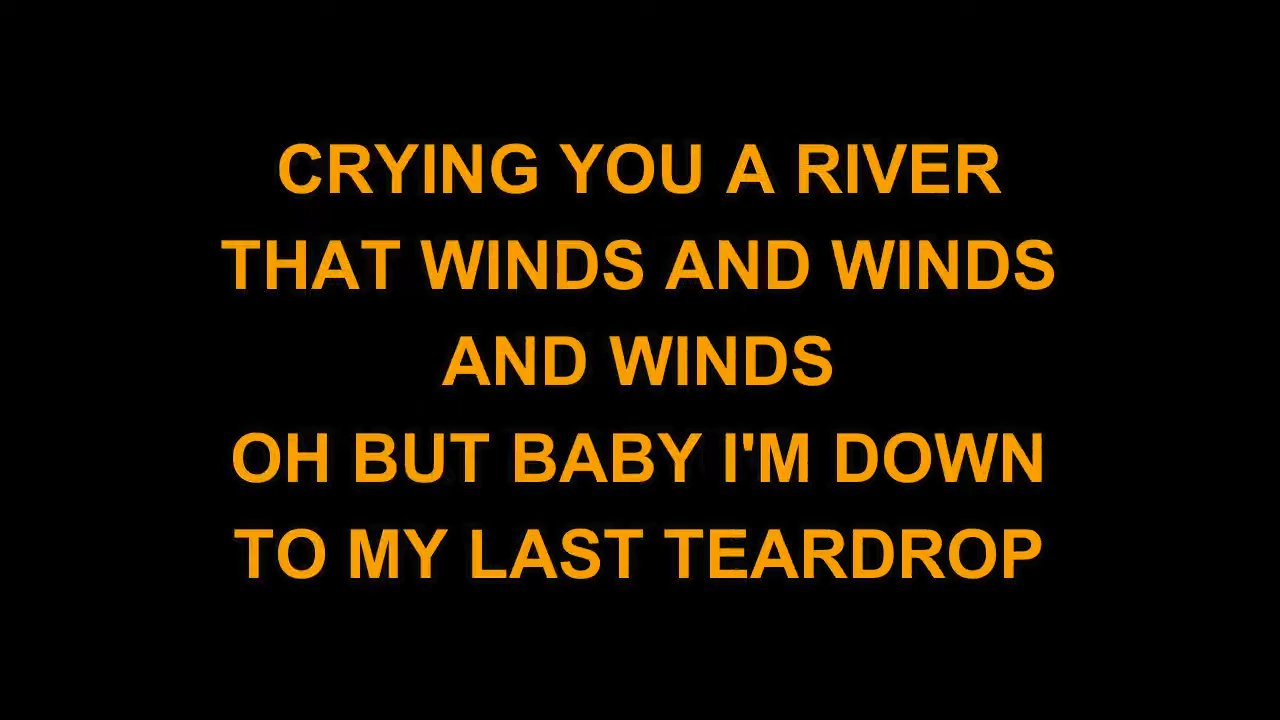 CRYING YOU A RIVER
THAT WINDS AND WINDS
AND WINDS
OH BUT BABY I'M DOWN
TO MY LAST TEARDROP